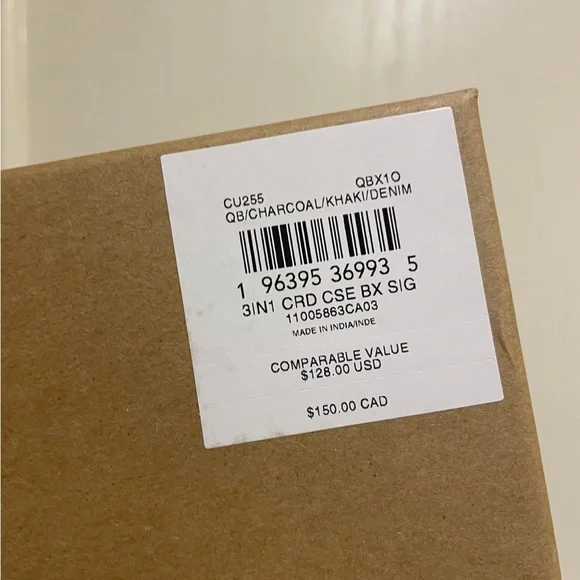 CU255 QBX1O
QB/CHARCOAL/KHAKI/DENIM
1 96395 36993 5
3IN1 CRD CSE BX SIG
11005863CA03
MADE IN INDIA/INDE
COMPARABLE VALUE
$128.00 USD
$150.00 CAD